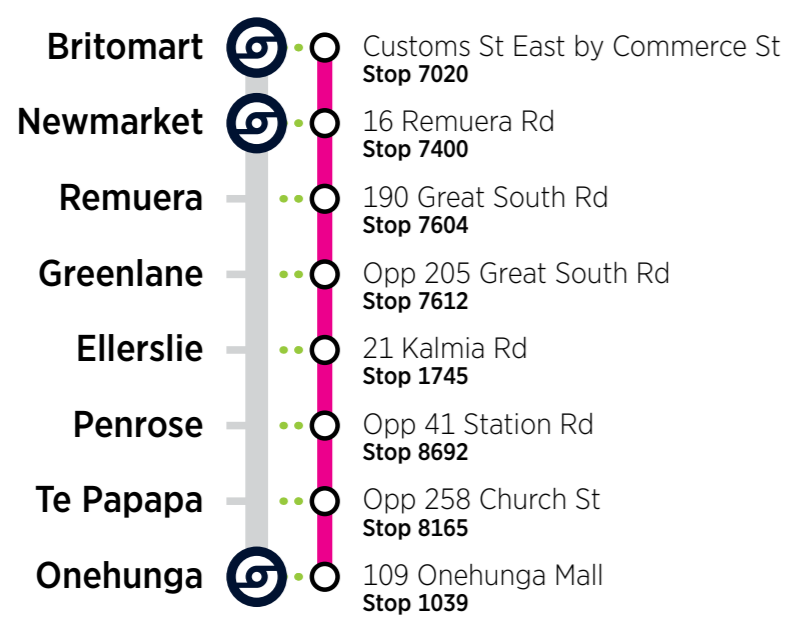 Britomart
Customs St East by Commerce St
Stop 7020
Newmarket
16 Remuera Rd
Stop 7400
Remuera
190 Great South Rd
Stop 7604
Greenlane
Opp 205 Great South Rd
Stop 7612
Ellerslie
21 Kalmia Rd
Stop 1745
Penrose
Opp 41 Station Rd
Stop 8692
Te Papapa
Opp 258 Church St
Stop 8165
Onehunga
109 Onehunga Mall
Stop 1039